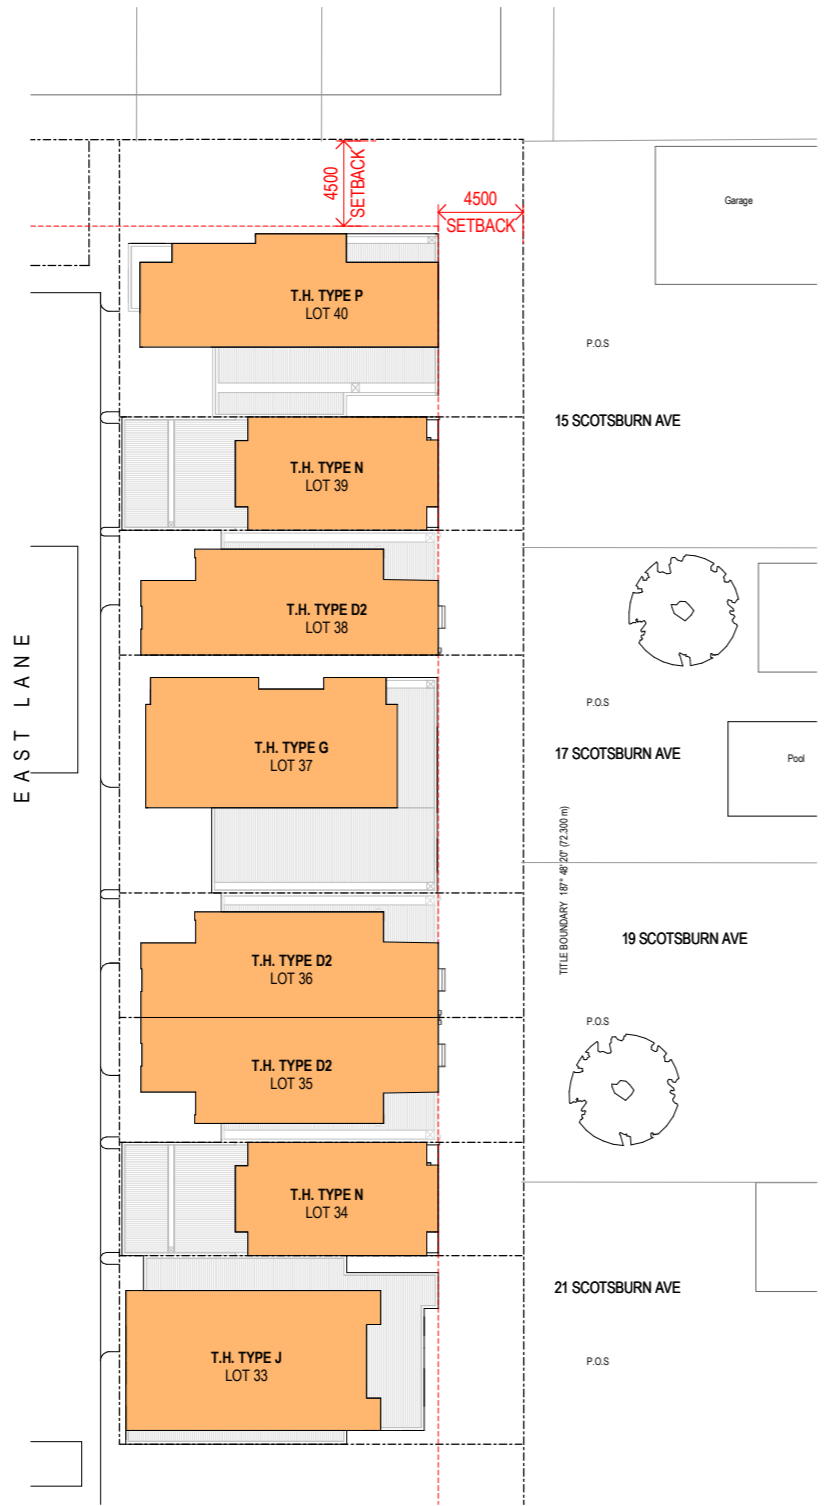 4500
SETBACK
4500
SETBACK
Garage
T.H. TYPE P
LOT 40
P.O.S
15 SCOTSBURN AVE
T.H. TYPE N
LOT 39
T.H. TYPE D2
LOT 38
EAST LANE
P.O.S
T.H. TYPE G
LOT 37
17 SCOTSBURN AVE
Pool
TITLE BOUNDARY 187° 48'20" (72.300 m)
19 SCOTSBURN AVE
T.H. TYPE D2
LOT 36
P.O.S
T.H. TYPE D2
LOT 35
T.H. TYPE N
LOT 34
21 SCOTSBURN AVE
T.H. TYPE J
LOT 33
P.O.S